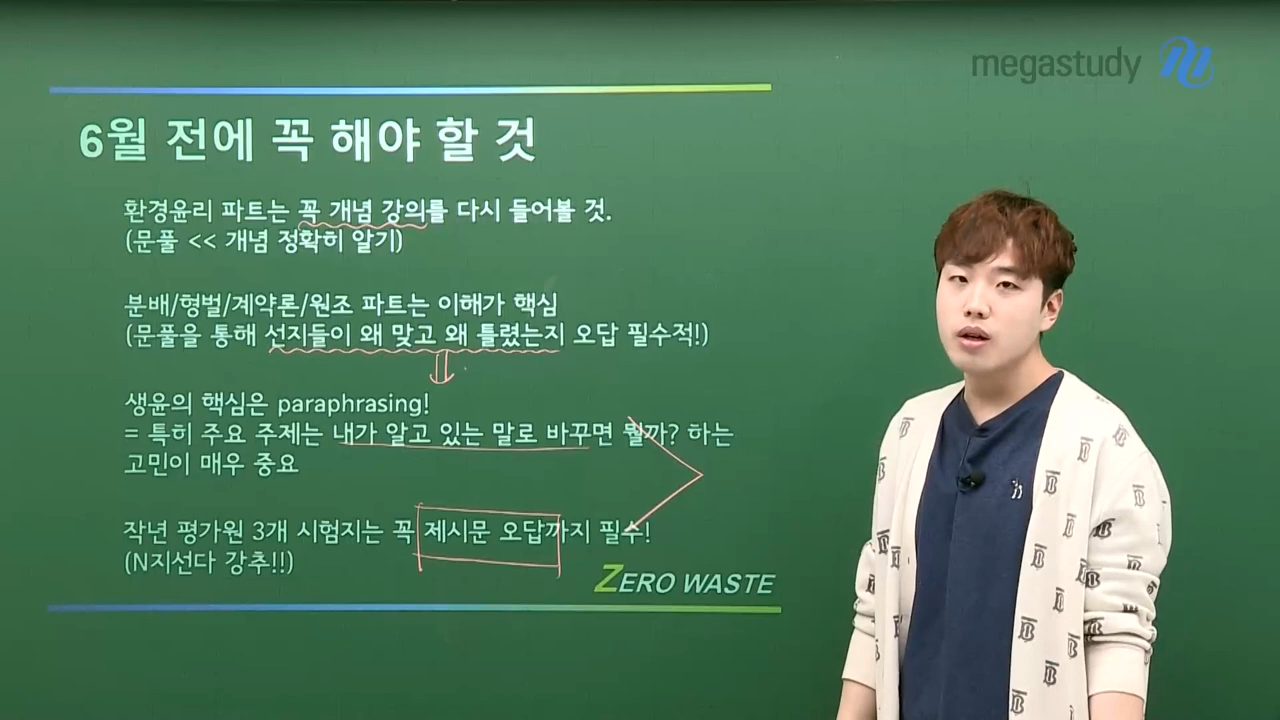 megastudy
6월 전에 꼭 해야 할 것
환경윤리 파트는 꼭 개념 강의를 다시 들어볼 것.
(문풀 << 개념 정확히 알기)
분배/형벌/계약론/원조 파트는 이해가 핵심
(문풀을 통해 선지들이 왜 맞고 왜 틀렸는지 오답 필수적!)
생윤의 핵심은 paraphrasing!
= 특히 주요 주제는 내가 알고 있는 말로 바꾸면 뭘까? 하는
고민이 매우 중요
작년 평가원 3개 시험지는 꼭 제시문 오답까지 필수!
(N지선다 강추!!)
ZERO WASTE